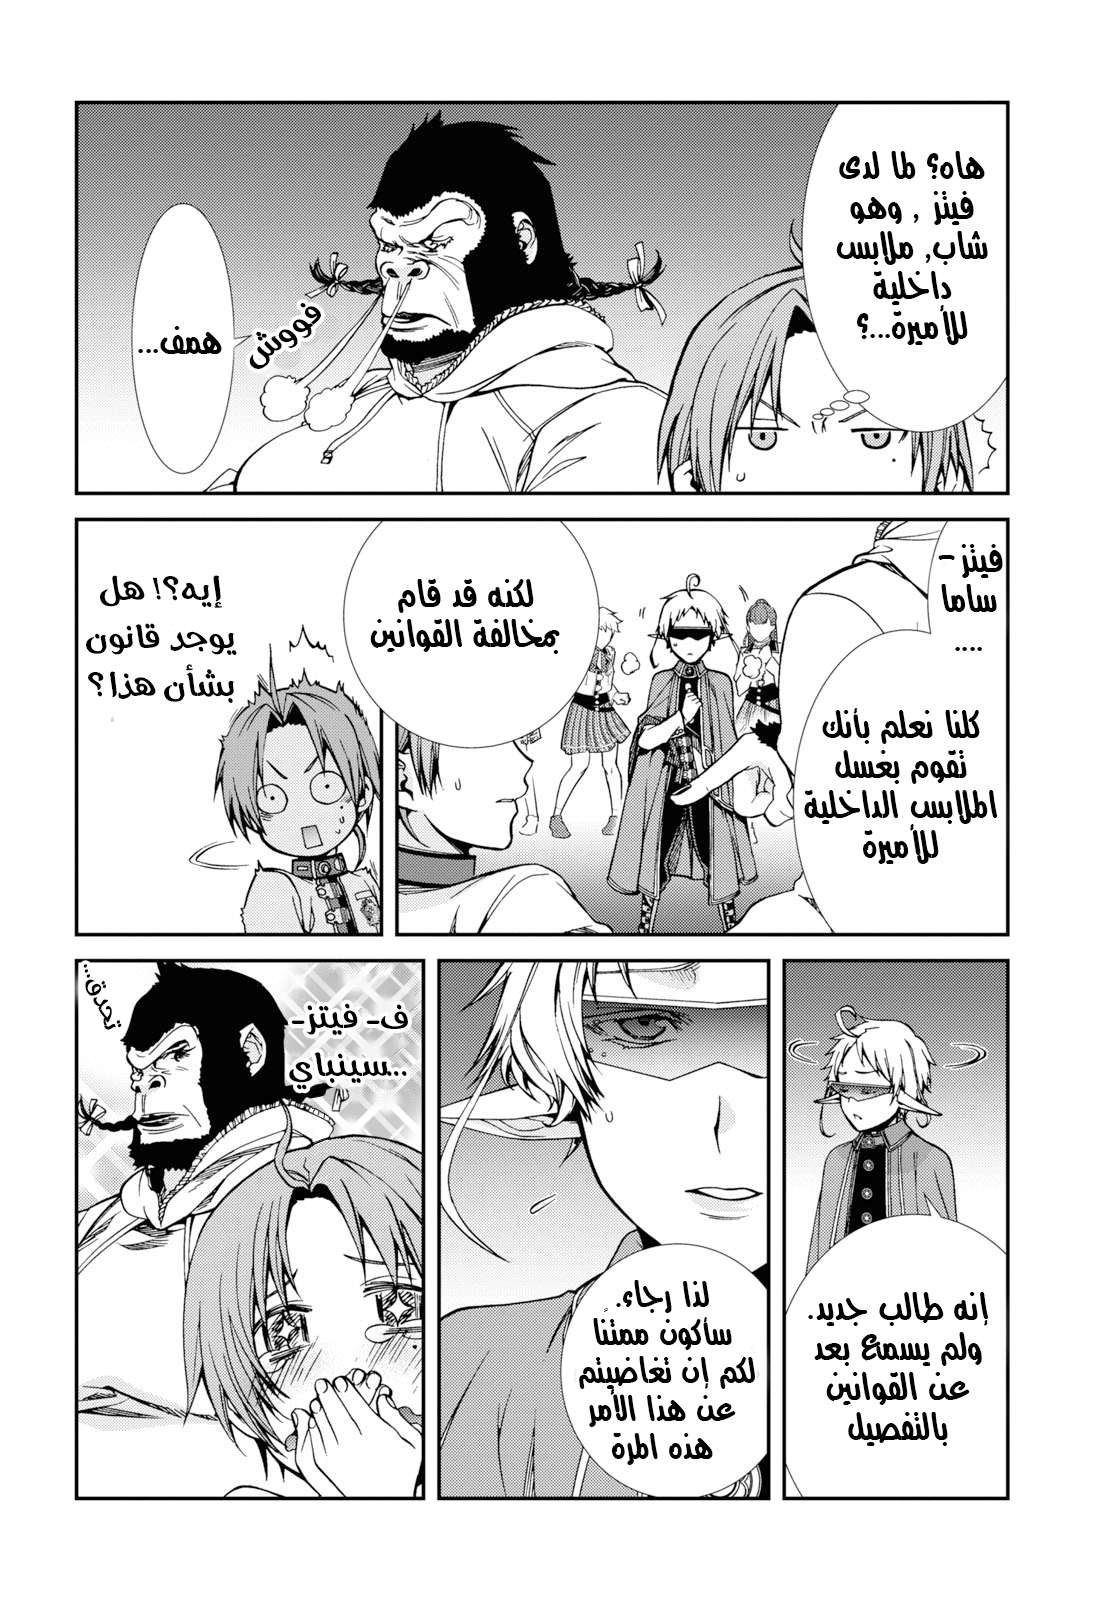 هاه؟ لما لدى
فيتز , وهو
شاب, ملابس
داخلية
للأميرة...؟
فووش
همف...
فيتز-
ساما
....
كلنا نعلم بأنك
تقوم بغسل
الملابس الداخلية
للأميرة
لكنه قد قام
بمخالفة القوانين
إيه؟! هل
يوجد قانون
بشأن هذا؟
إنه طالب جديد.
ولم يسمع بعد
عن القوانين
بالتفصيل
لذا رجاء.
سأكون ممتنًا
لكم إن تغاضيتم
عن هذا الأمر
هذه المرة
ف- فيتز-
سينباي..
تحدق...